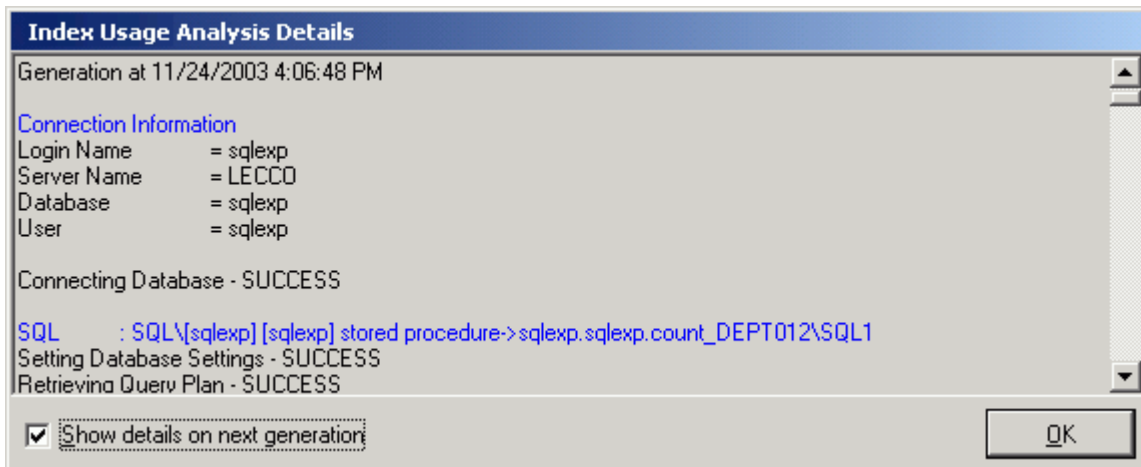 Index Usage Analysis Details
Generation at 11/24/2003 4:06:48 PM
Connection Information
Login Name = sqlexp
Server Name = LECCO
Database = sqlexp
User = sqlexp
Connecting Database - SUCCESS
SQL : SQL\[sqlexp] [sqlexp] stored procedure->sqlexp.sqlexp.count_DEPT012\SQL1
Setting Database Settings - SUCCESS
Retrieving Query Plan - SUCCESS
Show details on next generation
OK